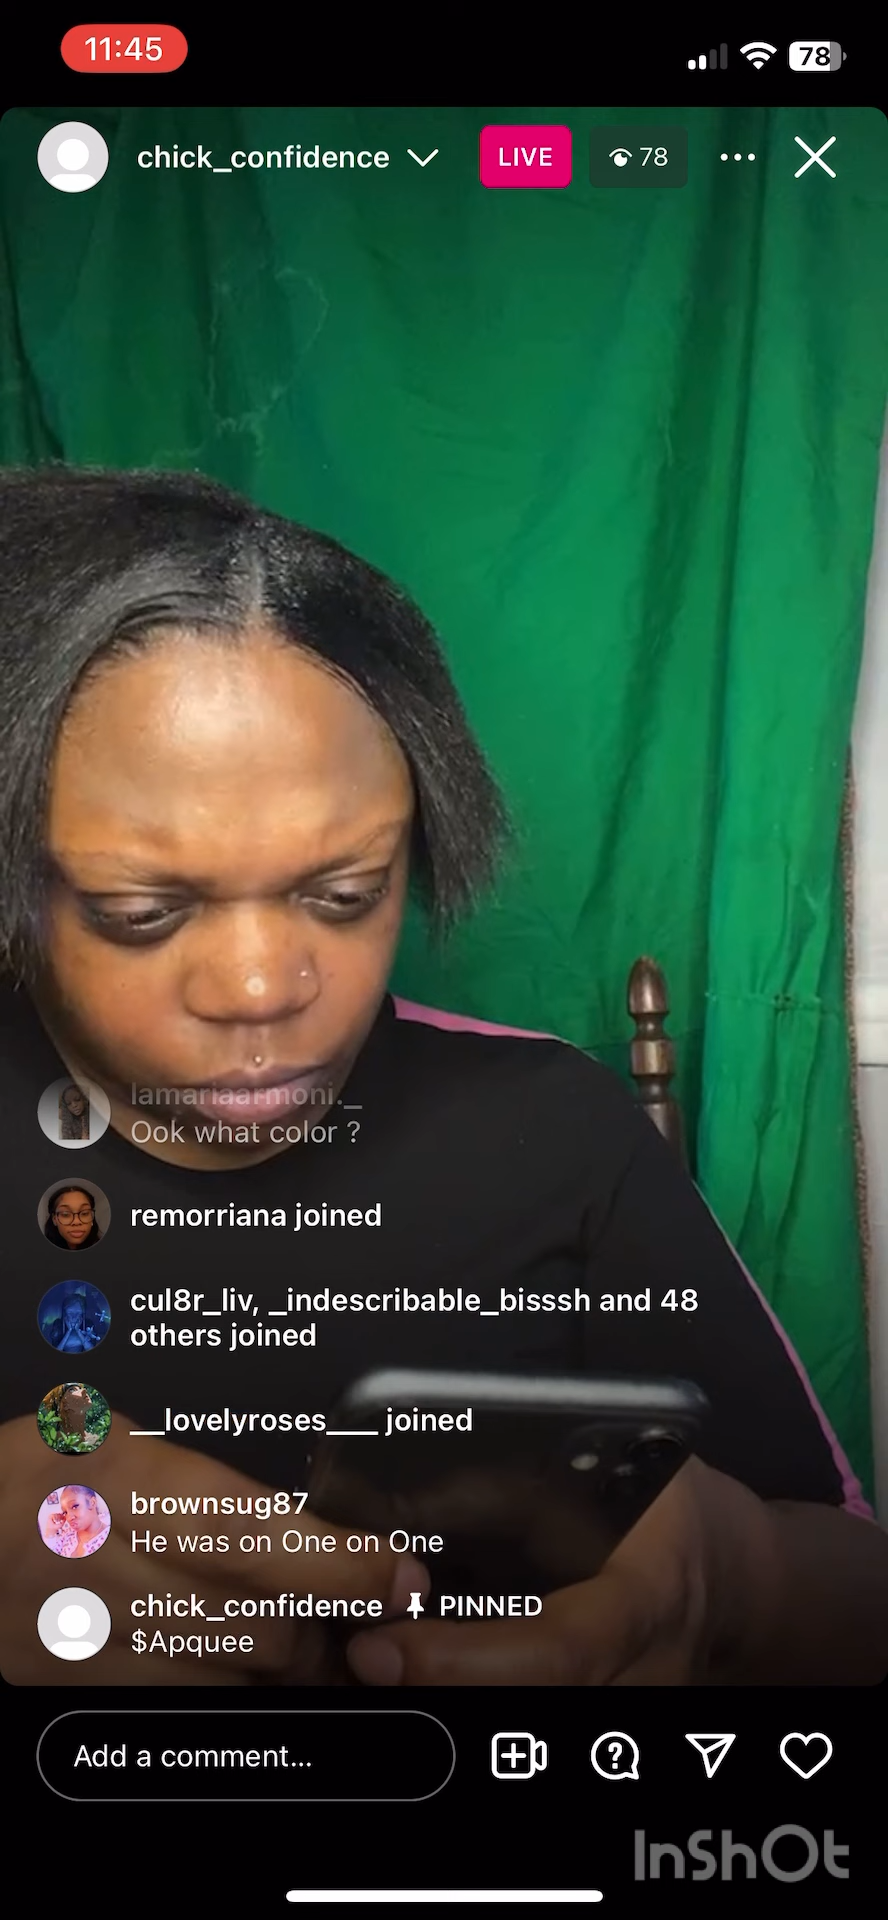 11:45
78
chick_confidence
LIVE
78
lamariaarmoni._
Ook what color ?
remorriana joined
cul8r_liv, _indescribable_bisssh and 48
others joined
__lovelyroses___ joined
brownsug87
He was on One on One
chick_confidence PINNED
$Apquee
Add a comment...
InShOt